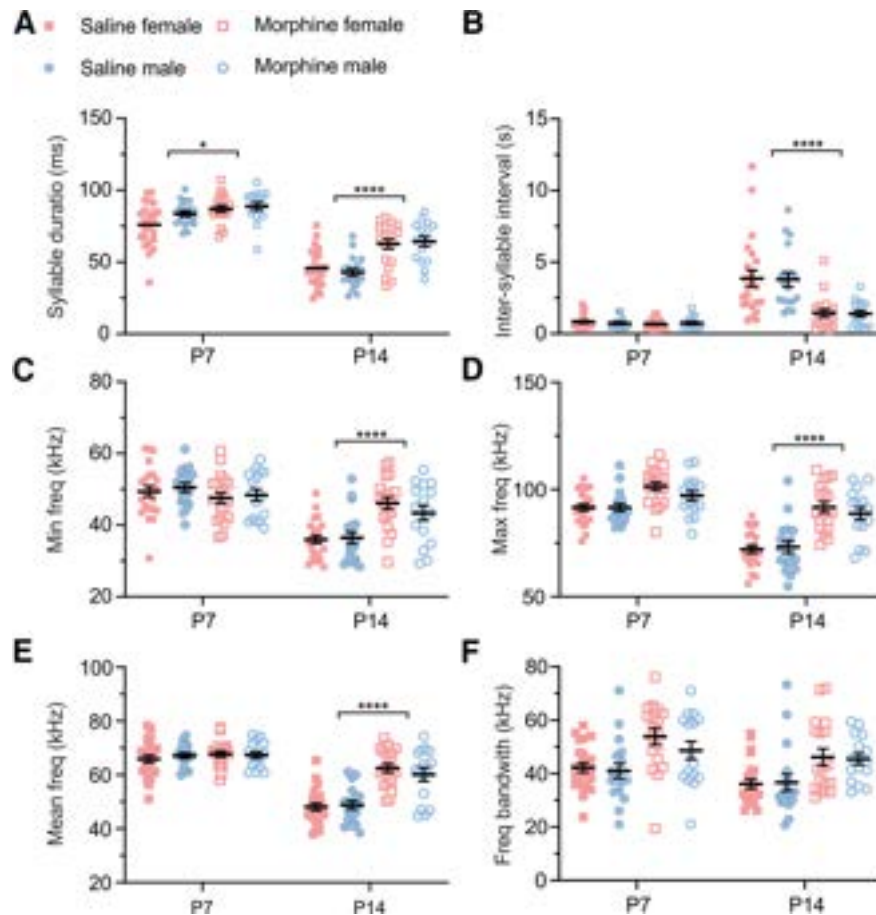 A
Saline female
Morphine female
B
Saline male
Morphine male
Syllable duratio (ms)
150
100
50
0
*
****
P7
P14
Inter-syllable interval (s)
15
10
5
0
****
P7
P14
C
Min freq (kHz)
80
60
40
20
****
P7
P14
D
Max freq (kHz)
150
100
50
****
P7
P14
E
Mean freq (kHz)
100
80
60
40
20
****
P7
P14
F
Freq bandwith (kHz)
80
60
40
20
0
P7
P14